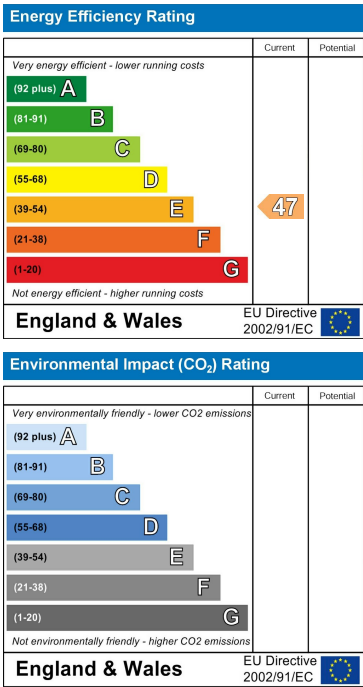 Energy Efficiency Rating
Current Potential
Very energy efficient - lower running costs
(92 plus) A
(81-91) B
(69-80) C
(55-68) D
(39-54) E
47
(21-38) F
(1-20) G
Not energy efficient - higher running costs
England & Wales
EU Directive
2002/91/EC
Environmental Impact (CO₂) Rating
Current Potential
Very environmentally friendly - lower CO2 emissions
(92 plus) A
(81-91) B
(69-80) C
(55-68) D
(39-54) E
(21-38) F
(1-20) G
Not environmentally friendly - higher CO2 emissions
England & Wales
EU Directive
2002/91/EC